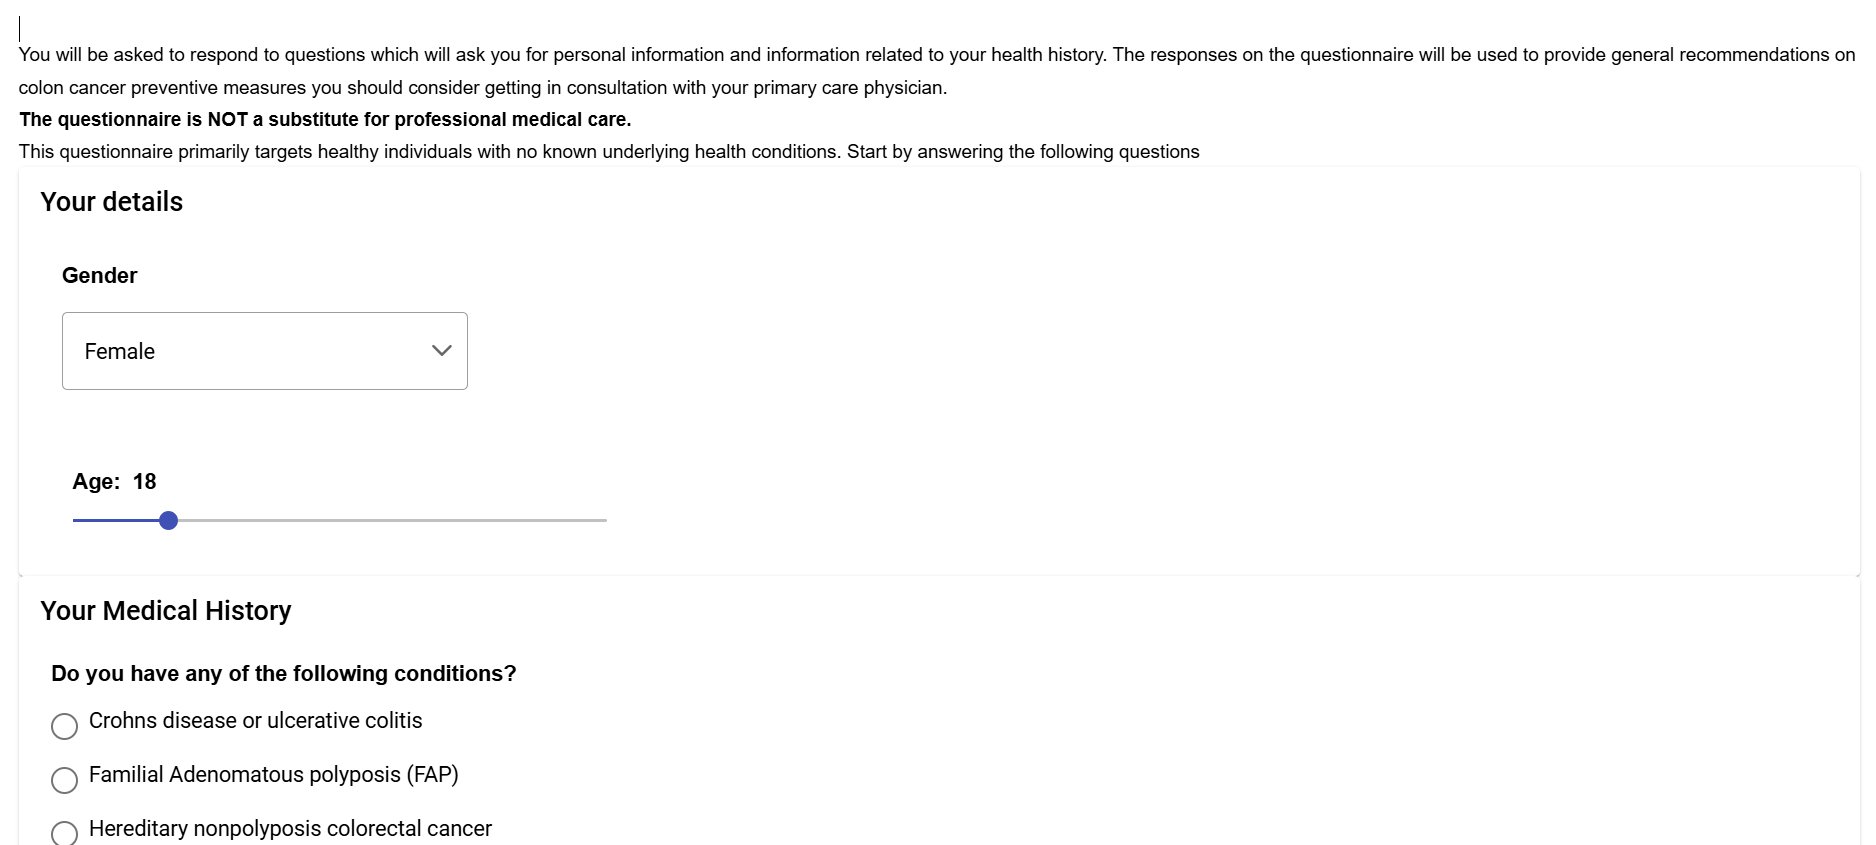 You will be asked to respond to questions which will ask you for personal information and information related to your health history. The responses on the questionnaire will be used to provide general recommendations on
colon cancer preventive measures you should consider getting in consultation with your primary care physician.
The questionnaire is NOT a substitute for professional medical care.
This questionnaire primarily targets healthy individuals with no known underlying health conditions. Start by answering the following questions
Your details
Gender
Female
Age: 18
Your Medical History
Do you have any of the following conditions?
Crohns disease or ulcerative colitis
Familial Adenomatous polyposis (FAP)
Hereditary nonpolyposis colorectal cancer